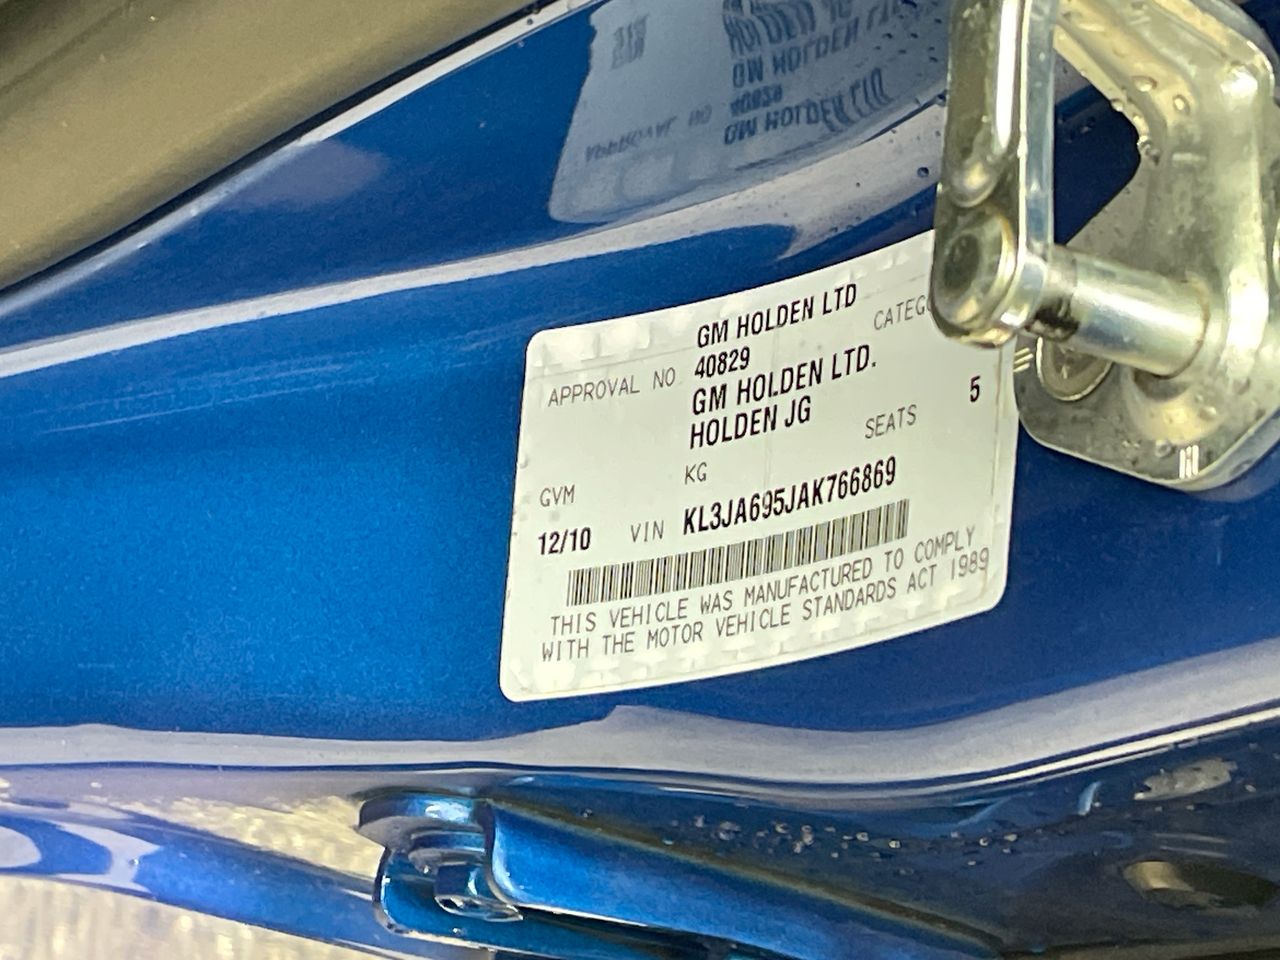 GM HOLDEN LTD
APPROVAL NO 40829 CATEG
GM HOLDEN LTD.
HOLDEN JG SEATS 5
GVM KG
12/10 VIN KL3JA695JAK766869
THIS VEHICLE WAS MANUFACTURED TO COMPLY
WITH THE MOTOR VEHICLE STANDARDS ACT 1989